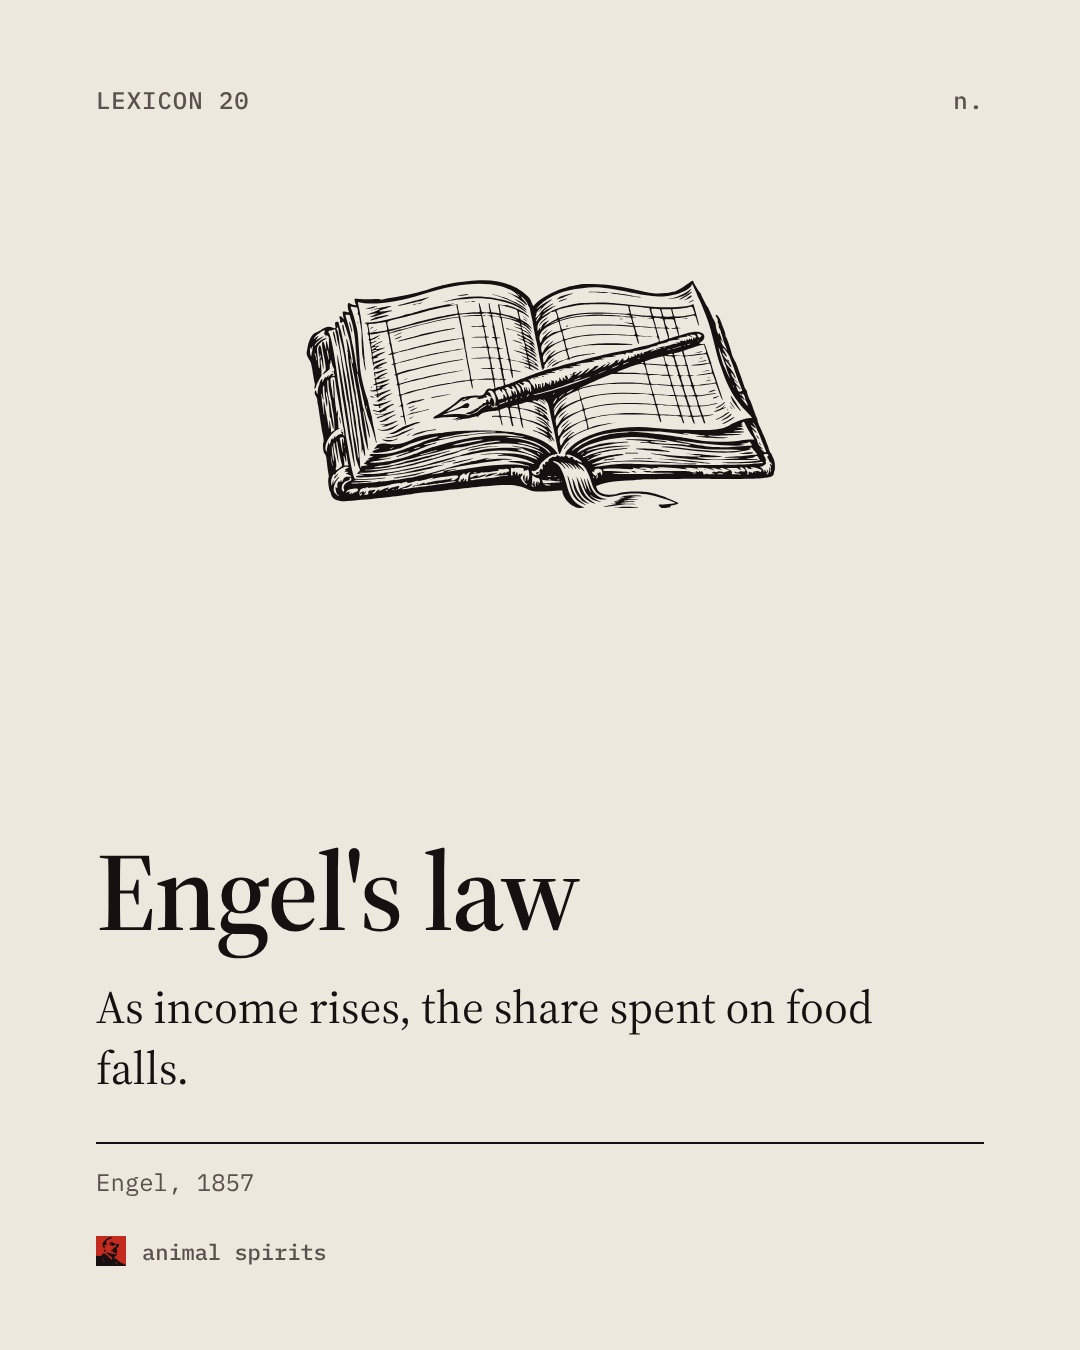 LEXICON 20
n.
Engel's law
As income rises, the share spent on food
falls.
Engel, 1857
animal spirits